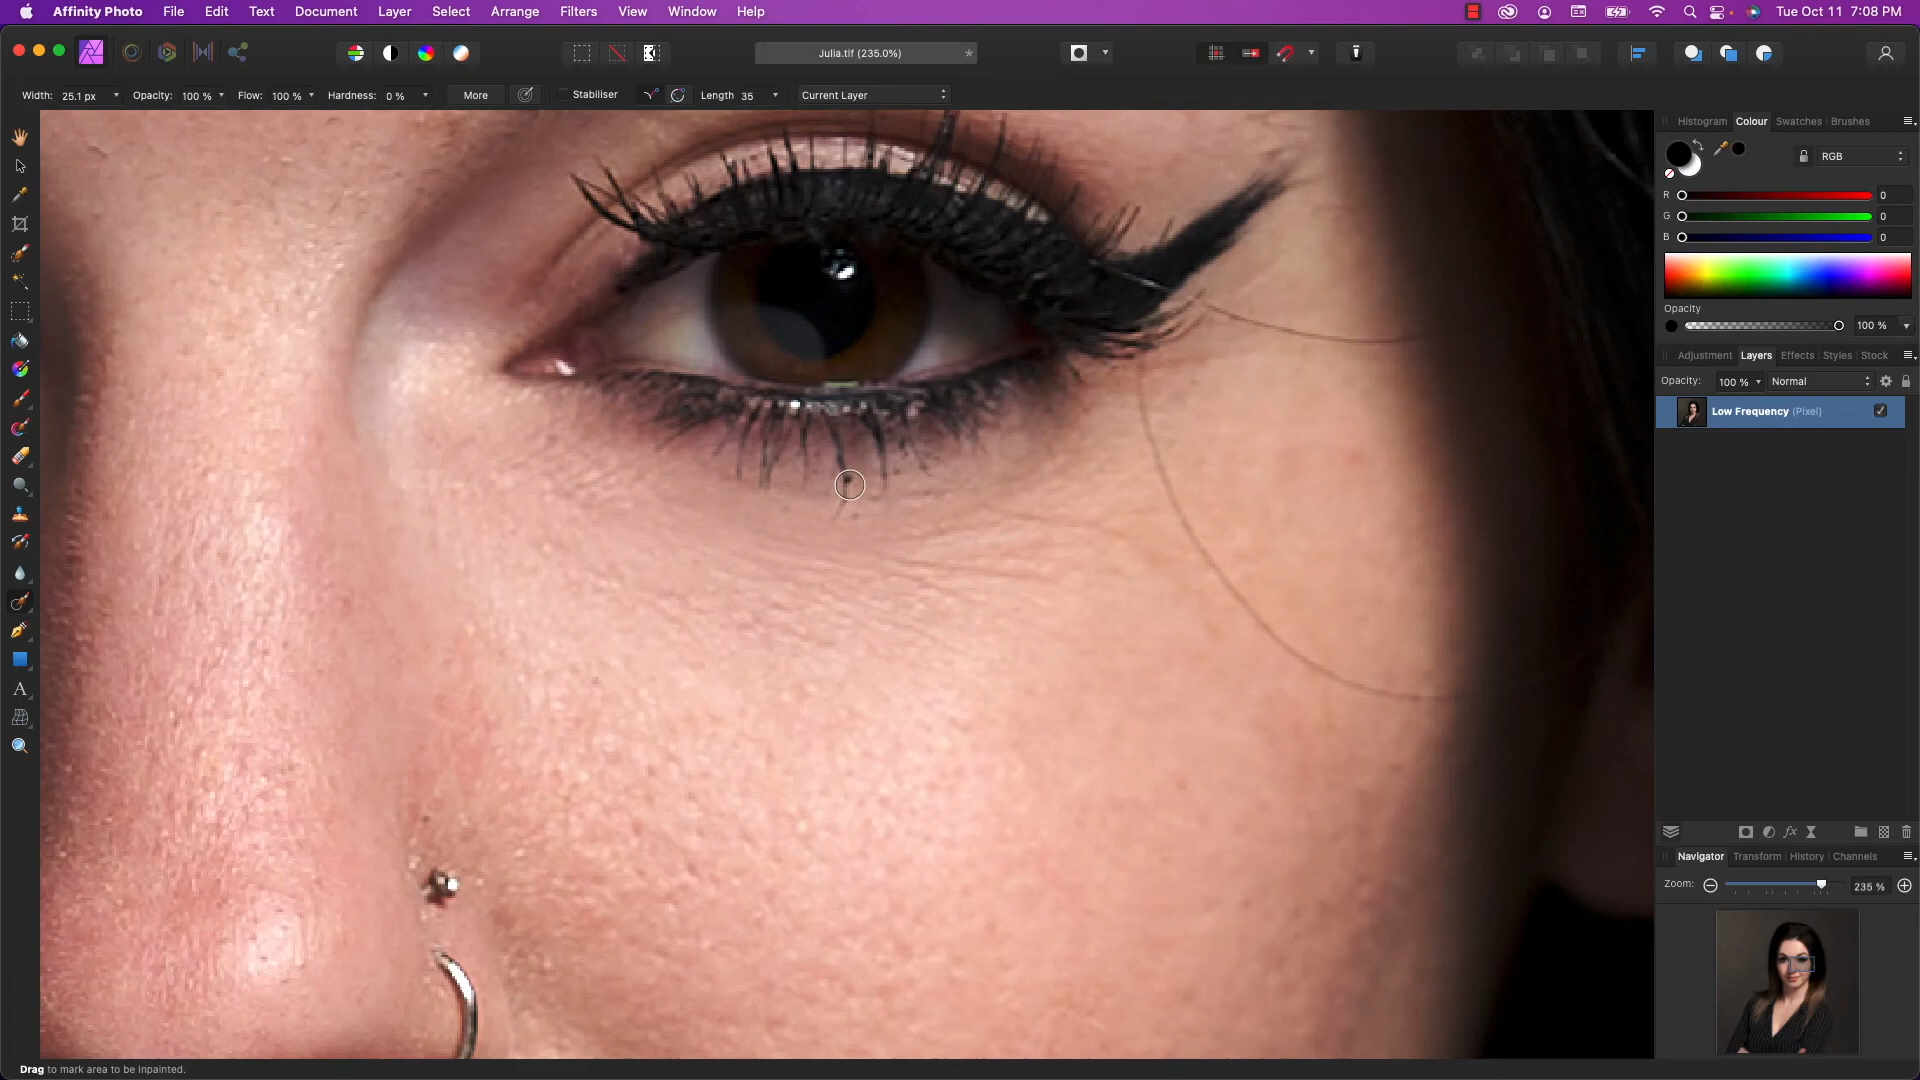 Affinity Photo File Edit Text Document Layer Select Arrange Filters View Window Help Tue Oct 11 7:08 PM
Julia.tif (235.0%)
Width: 25.1 px Opacity: 100 % Flow: 100 % Hardness: 0 % More Stabiliser Length 35 Current Layer
Histogram Colour Swatches Brushes
RGB
R 0
G 0
B 0
Opacity
100 %
Adjustment Layers Effects Styles Stock
Opacity: 100 % Normal
Low Frequency (Pixel)
A
fx
Navigator Transform History Channels
Zoom: 235 %
Drag to mark area to be inpainted.